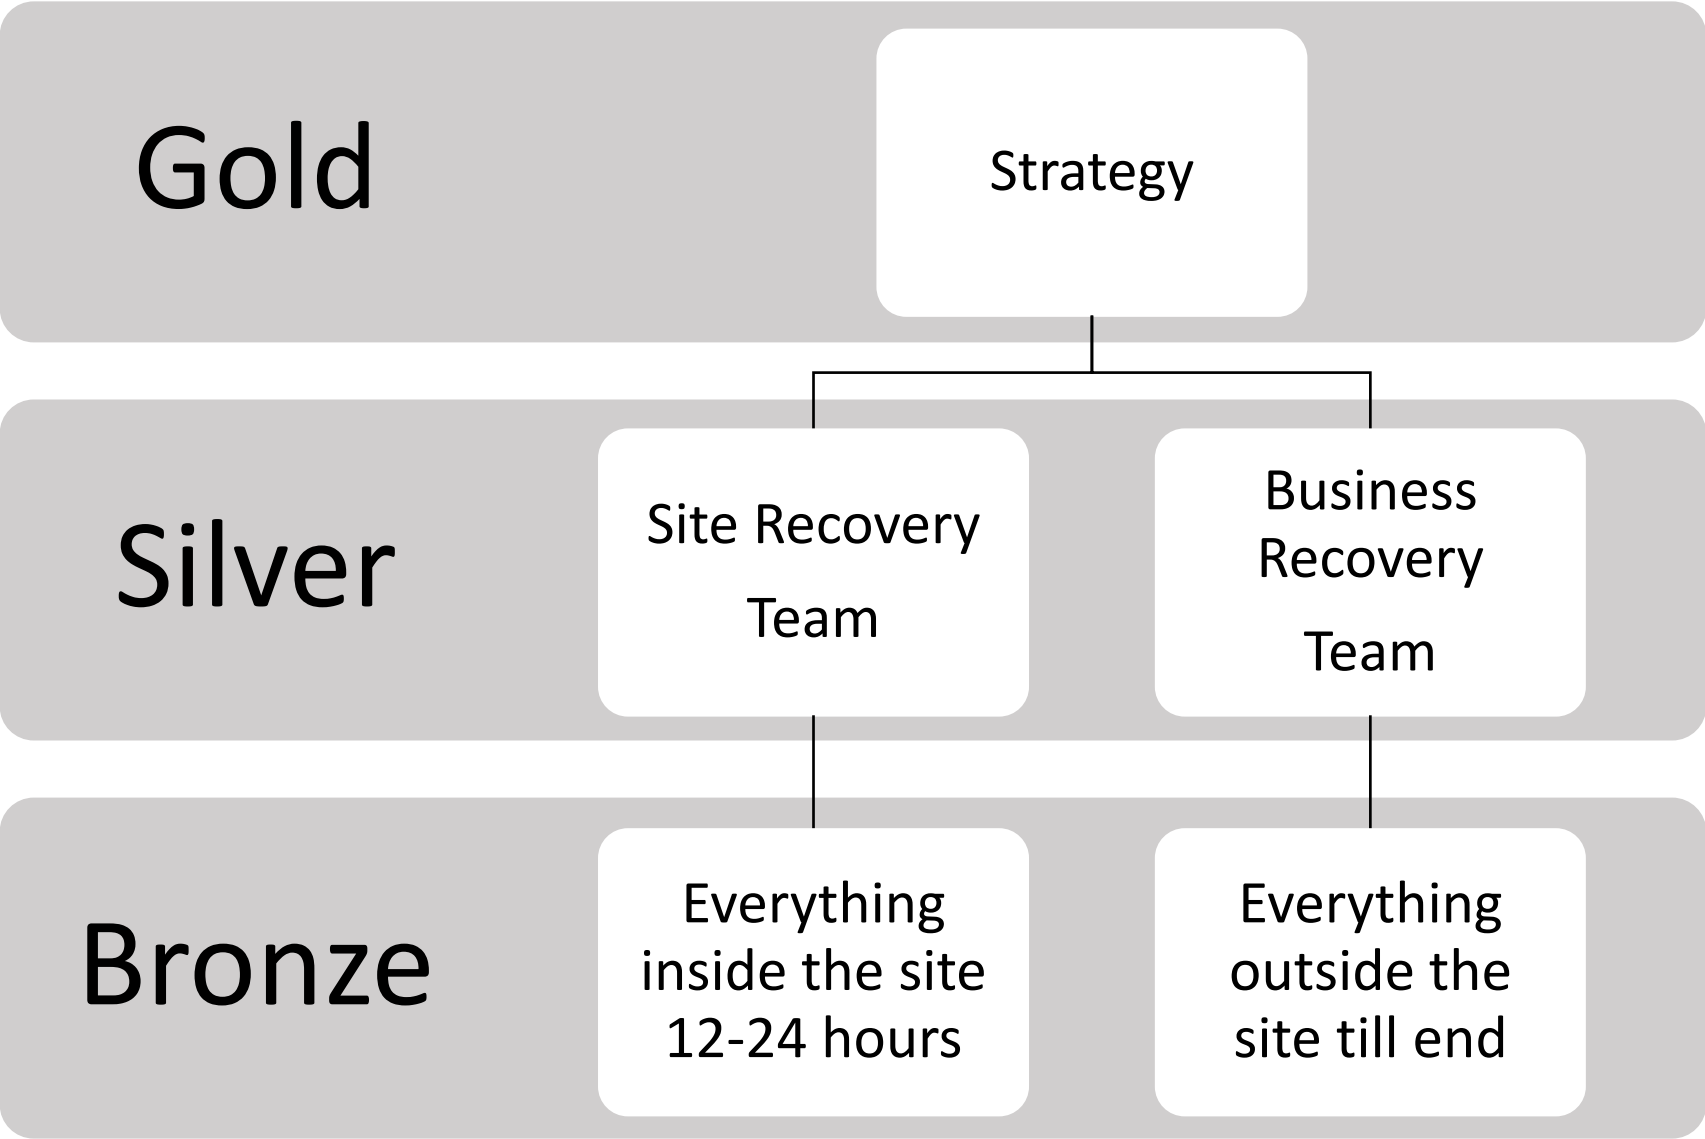 Gold
Strategy
Silver
Site Recovery
Team
Business
Recovery
Team
Bronze
Everything
inside the site
12-24 hours
Everything
outside the
site till end